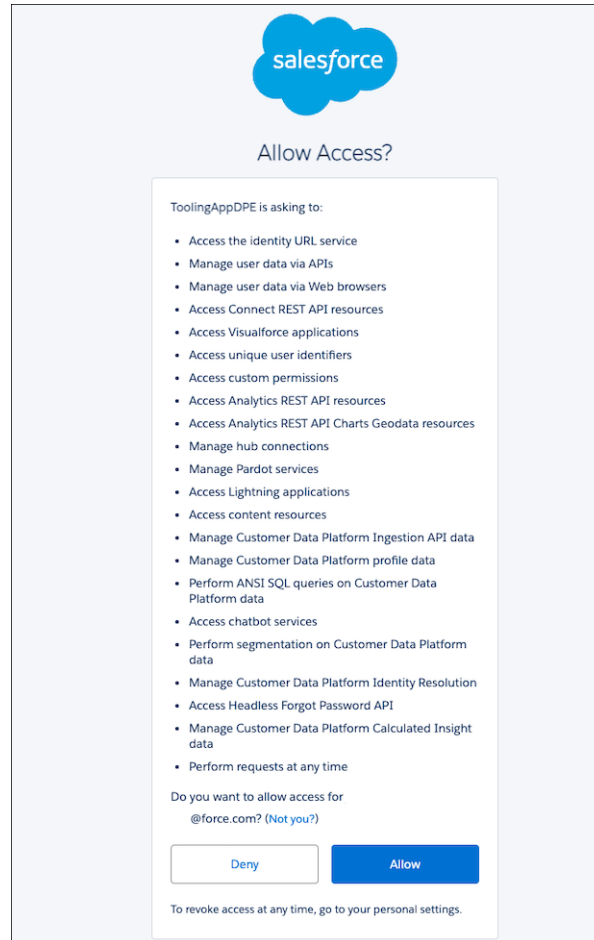 salesforce
Allow Access?
ToolingAppDPE is asking to:
• Access the identity URL service
• Manage user data via APIs
• Manage user data via Web browsers
• Access Connect REST API resources
• Access Visualforce applications
• Access unique user identifiers
• Access custom permissions
• Access Analytics REST API resources
• Access Analytics REST API Charts Geodata resources
• Manage hub connections
• Manage Pardot services
• Access Lightning applications
• Access content resources
• Manage Customer Data Platform Ingestion API data
• Manage Customer Data Platform profile data
• Perform ANSI SQL queries on Customer Data
Platform data
• Access chatbot services
• Perform segmentation on Customer Data Platform
data
• Manage Customer Data Platform Identity Resolution
• Access Headless Forgot Password API
• Manage Customer Data Platform Calculated Insight
data
• Perform requests at any time
Do you want to allow access for
@force.com? (Not you?)
Deny
Allow
To revoke access at any time, go to your personal settings.